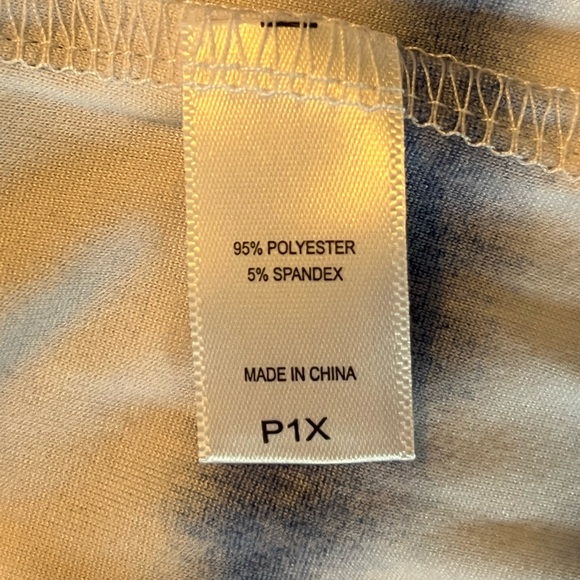 95% POLYESTER
5% SPANDEX
MADE IN CHINA
P1X